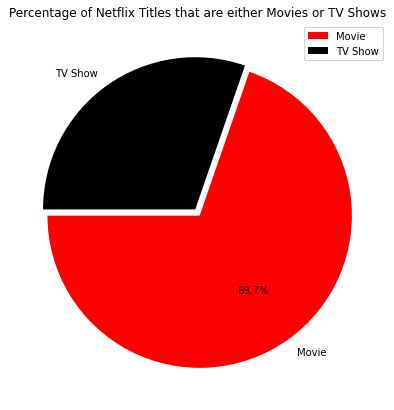 Percentage of Netflix Titles that are either Movies or TV Shows
Movie
TV Show
TV Show
69.7%
Movie